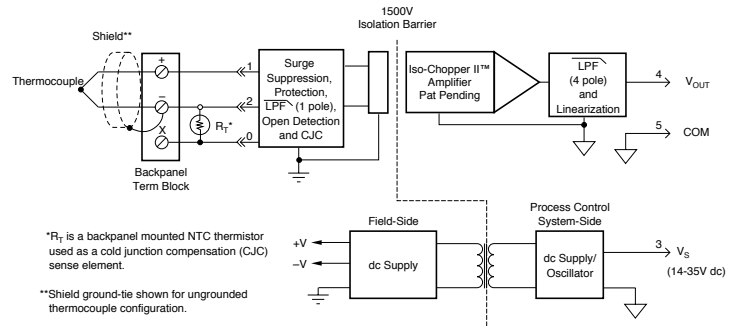 1500V
Isolation Barrier
Shield**
Thermocouple
+
–
X
1
2
0
R_T*
Backpanel
Term Block
Surge
Suppression,
Protection,
LPF (1 pole),
Open Detection
and CJC
Iso-Chopper II™
Amplifier
Pat Pending
LPF
(4 pole)
and
Linearization
4
V_OUT
5
COM
Field-Side
+V
–V
dc Supply
Process Control
System-Side
dc Supply/
Oscillator
3
V_S
(14-35V dc)
*R_T is a backpanel mounted NTC thermistor
used as a cold junction compensation (CJC)
sense element.
**Shield ground-tie shown for ungrounded
thermocouple configuration.